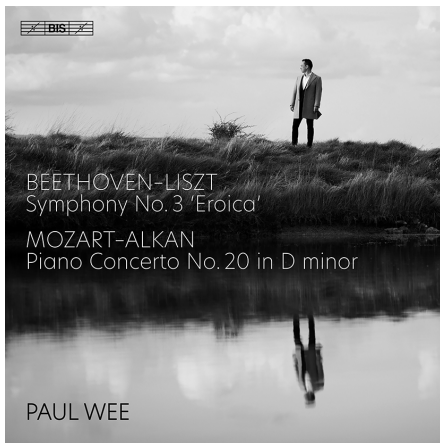 BIS
BEETHOVEN–LISZT
Symphony No. 3 ‘Eroica’
MOZART–ALKAN
Piano Concerto No. 20 in D minor
PAUL WEE